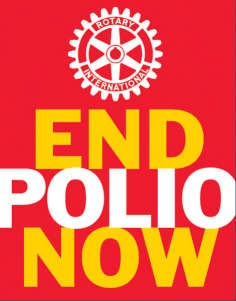 ROTARY
INTERNATIONAL
END
POLIO
NOW